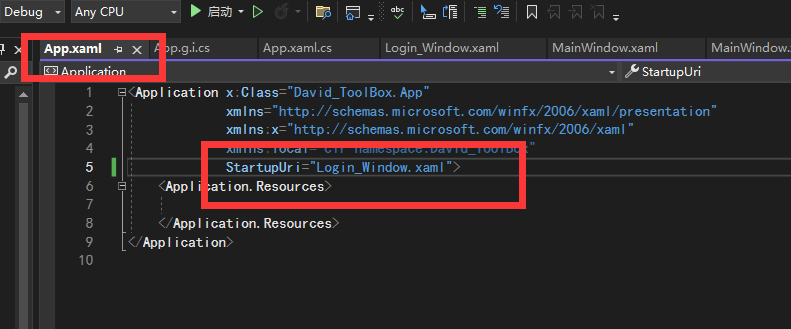 Debug Any CPU 启动
App.xaml App.g.i.cs App.xaml.cs Login_Window.xaml MainWindow.xaml MainWindow.xam
Application StartupUri
1 <Application x:Class="David_ToolBox.App"
2 xmlns="http://schemas.microsoft.com/winfx/2006/xaml/presentation"
3 xmlns:x="http://schemas.microsoft.com/winfx/2006/xaml"
4 xmlns:local="clr-namespace:David_ToolBox"
5 StartupUri="Login_Window.xaml">
6 <Application.Resources>
7
8 </Application.Resources>
9 </Application>
10